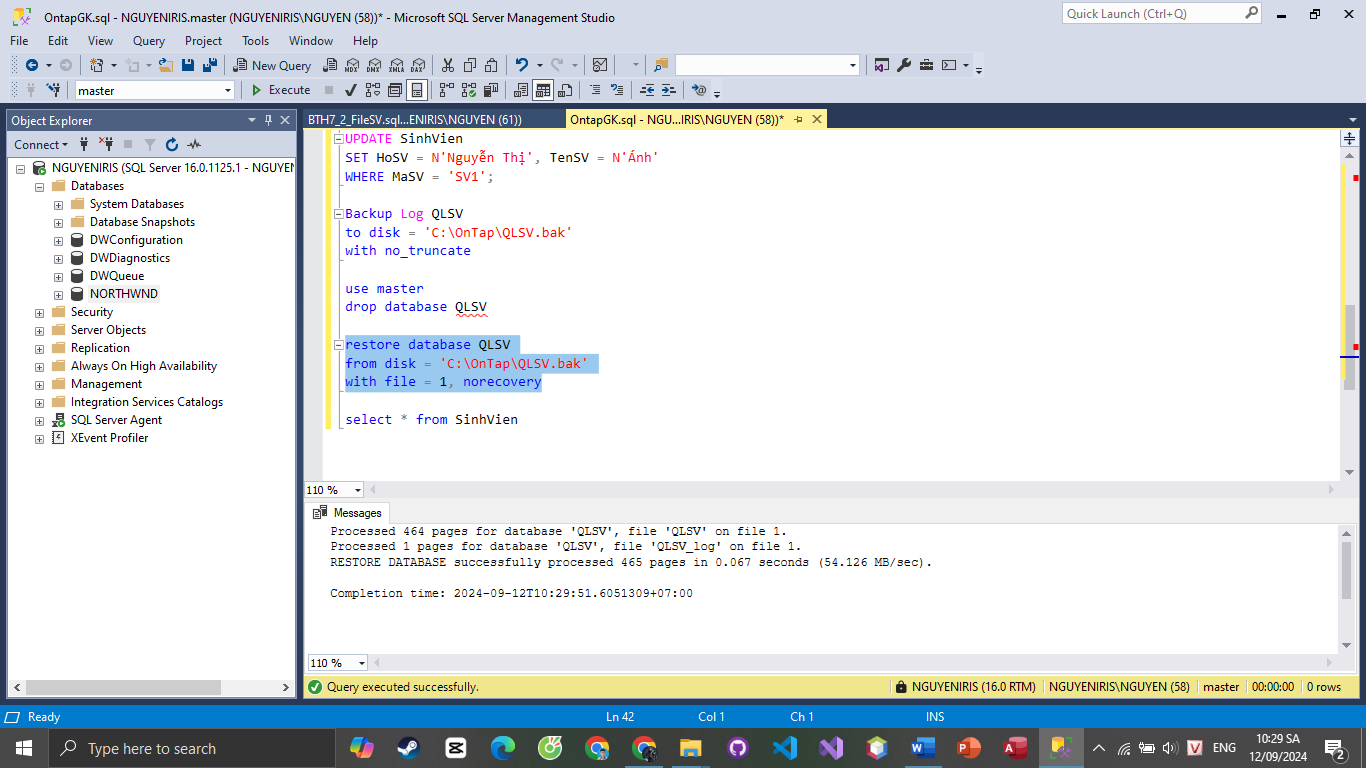 OntapGK.sql - NGUYENIRIS.master (NGUYENIRIS\NGUYEN (58))* - Microsoft SQL Server Management Studio
Quick Launch (Ctrl+Q)
File Edit View Query Project Tools Window Help
New Query MDX DMX XMLA DAX
master Execute
Object Explorer
BTH7_2_FileSV.sql...ENIRIS\NGUYEN (61))
OntapGK.sql - NGU...IRIS\NGUYEN (58))*
Connect
NGUYENIRIS (SQL Server 16.0.1125.1 - NGUYEN
Databases
System Databases
Database Snapshots
DWConfiguration
DWDiagnostics
DWQueue
NORTHWND
Security
Server Objects
Replication
Always On High Availability
Management
Integration Services Catalogs
SQL Server Agent
XEvent Profiler
UPDATE SinhVien
SET HoSV = N'Nguyễn Thị', TenSV = N'Ánh'
WHERE MaSV = 'SV1';
Backup Log QLSV
to disk = 'C:\OnTap\QLSV.bak'
with no_truncate
use master
drop database QLSV
restore database QLSV
from disk = 'C:\OnTap\QLSV.bak'
with file = 1, norecovery
select * from SinhVien
110 %
Messages
Processed 464 pages for database 'QLSV', file 'QLSV' on file 1.
Processed 1 pages for database 'QLSV', file 'QLSV_log' on file 1.
RESTORE DATABASE successfully processed 465 pages in 0.067 seconds (54.126 MB/sec).
Completion time: 2024-09-12T10:29:51.6051309+07:00
110 %
Query executed successfully.
NGUYENIRIS (16.0 RTM) NGUYENIRIS\NGUYEN (58) master 00:00:00 0 rows
Ready Ln 42 Col 1 Ch 1 INS
Type here to search
ENG
10:29 SA
12/09/2024
2